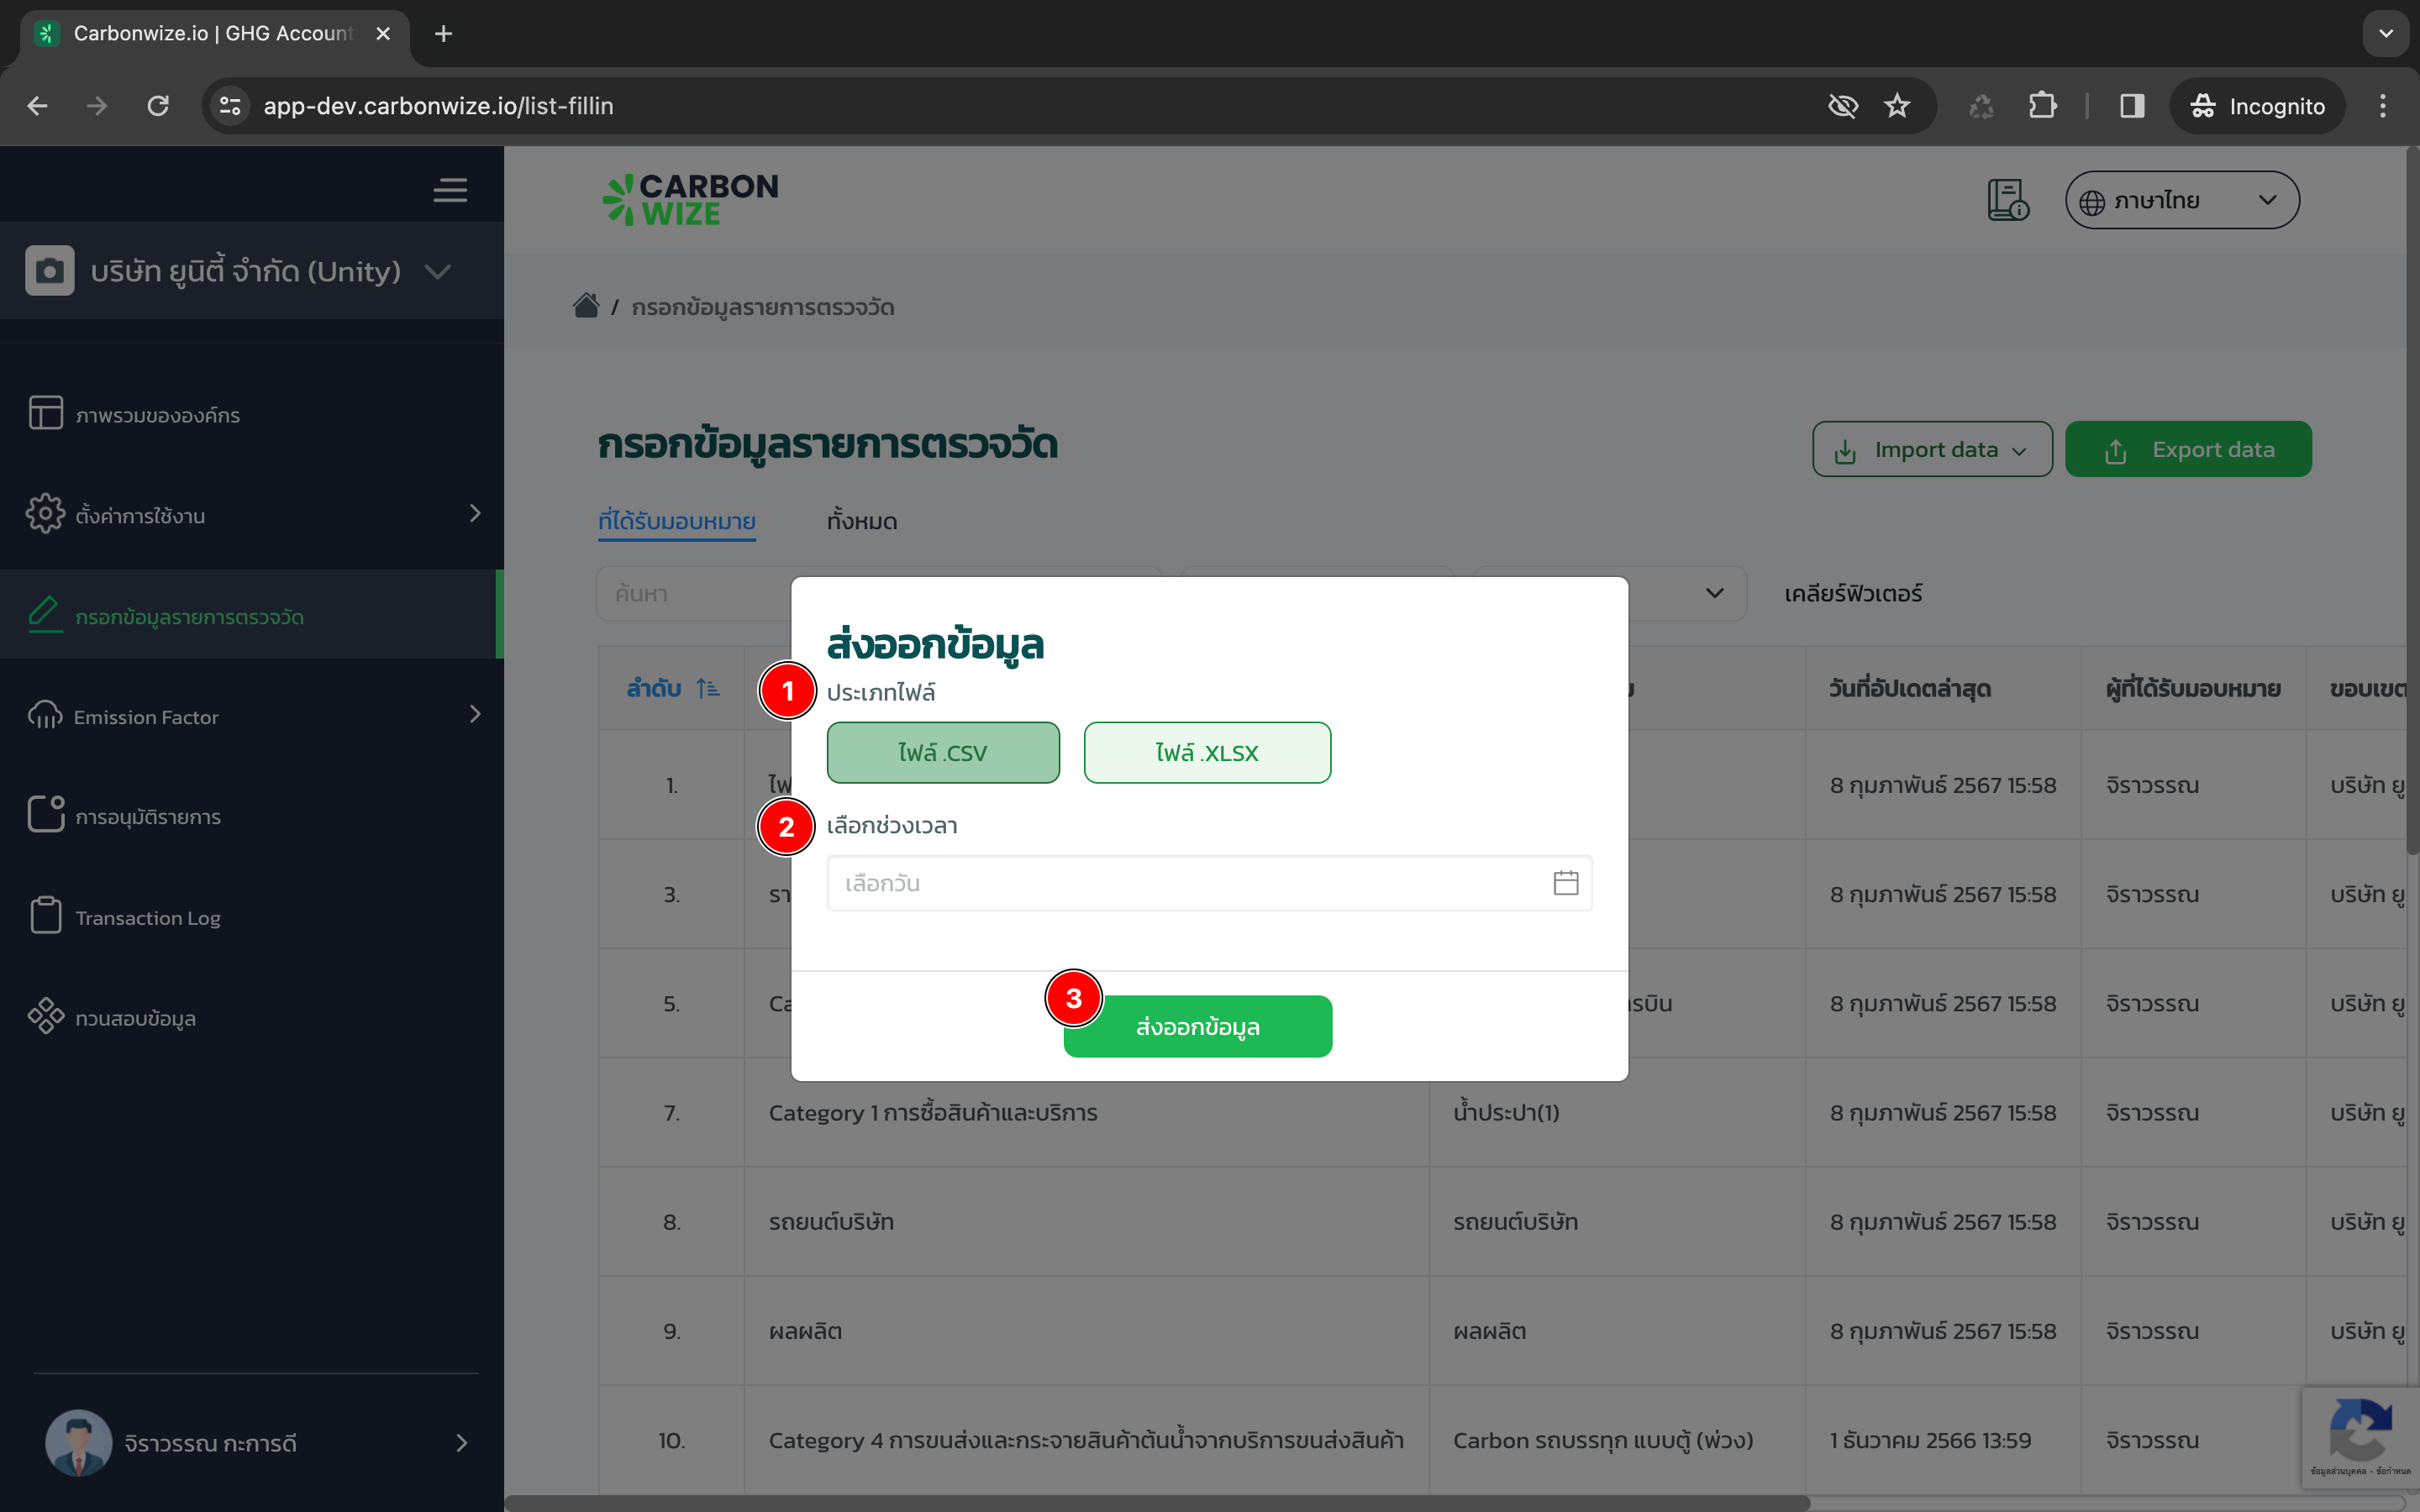 Carbonwize.io | GHG Account
app-dev.carbonwize.io/list-fillin
Incognito
CARBON
WIZE
ภาษาไทย
บริษัท ยูนิตี้ จำกัด (Unity)
/ กรอกข้อมูลรายการตรวจวัด
ภาพรวมขององค์กร
ตั้งค่าการใช้งาน
กรอกข้อมูลรายการตรวจวัด
Emission Factor
การอนุมัติรายการ
Transaction Log
ทวนสอบข้อมูล
จิราวรรณ กะการดี
กรอกข้อมูลรายการตรวจวัด
Import data
Export data
ที่ได้รับมอบหมาย ทั้งหมด
ค้นหา
เคลียร์ฟิวเตอร์
ลำดับ วันที่อัปเดตล่าสุด ผู้ที่ได้รับมอบหมาย ขอบเขต
1. ไฟ 8 กุมภาพันธ์ 2567 15:58 จิราวรรณ บริษัท ยู
3. รา 8 กุมภาพันธ์ 2567 15:58 จิราวรรณ บริษัท ยู
5. Ca รบิน 8 กุมภาพันธ์ 2567 15:58 จิราวรรณ บริษัท ยู
7. Category 1 การซื้อสินค้าและบริการ น้ำประปา(1) 8 กุมภาพันธ์ 2567 15:58 จิราวรรณ บริษัท ยู
8. รถยนต์บริษัท รถยนต์บริษัท 8 กุมภาพันธ์ 2567 15:58 จิราวรรณ บริษัท ยู
9. ผลผลิต ผลผลิต 8 กุมภาพันธ์ 2567 15:58 จิราวรรณ บริษัท ยู
10. Category 4 การขนส่งและกระจายสินค้าต้นน้ำจากบริการขนส่งสินค้า Carbon รถบรรทุก แบบตู้ (พ่วง) 1 ธันวาคม 2566 13:59 จิราวรรณ
ส่งออกข้อมูล
1 ประเภทไฟล์
ไฟล์ .CSV ไฟล์ .XLSX
2 เลือกช่วงเวลา
เลือกวัน
3
ส่งออกข้อมูล
ข้อมูลส่วนบุคคล - ข้อกำหนด